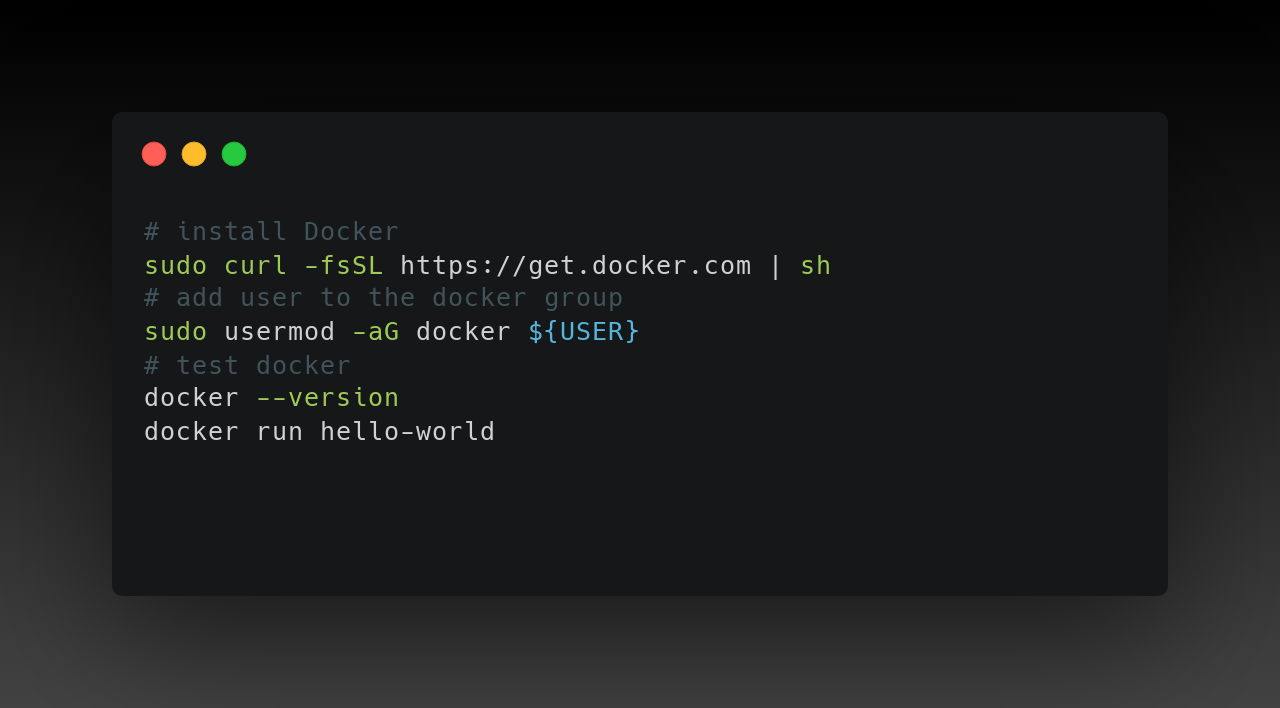 # install Docker
sudo curl -fsSL https://get.docker.com | sh
# add user to the docker group
sudo usermod -aG docker ${USER}
# test docker
docker --version
docker run hello-world